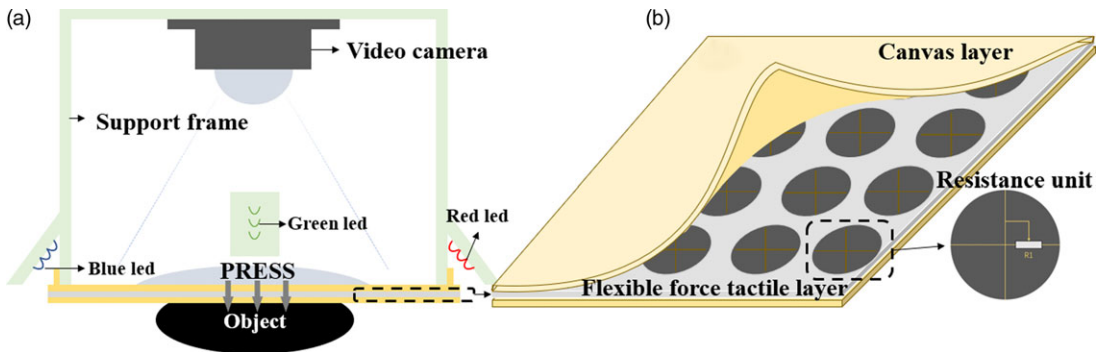 (a)
Video camera
Support frame
Green led
Red led
Blue led
PRESS
Object
(b)
Canvas layer
Resistance unit
R1
Flexible force tactile layer